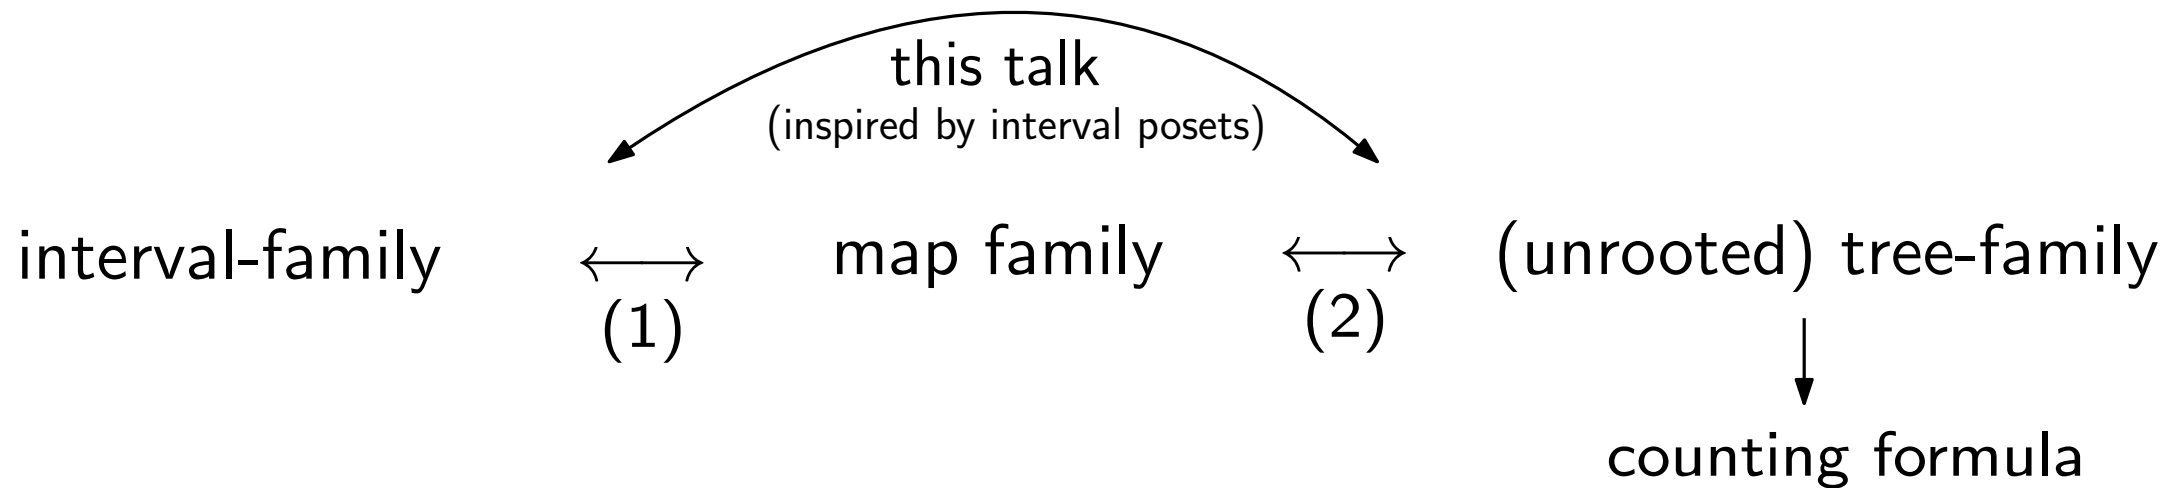 this talk
(inspired by interval posets)
interval-family ⟷ map family ⟷ (unrooted) tree-family
(1) (2)
counting formula